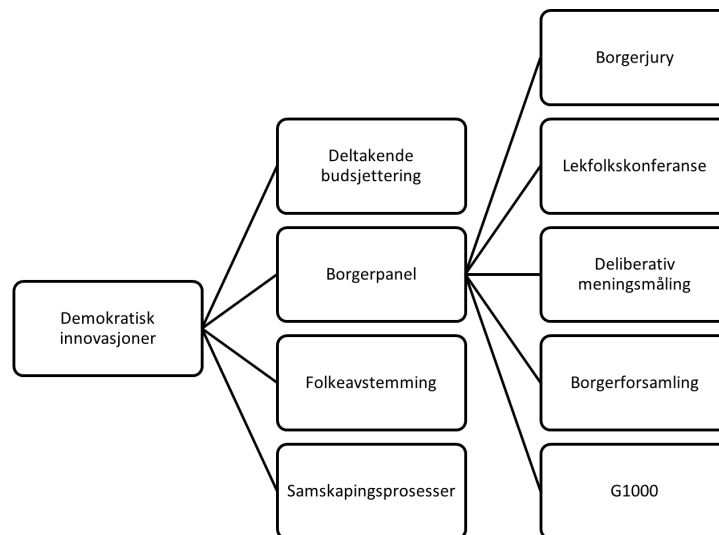 Demokratisk
innovasjoner
Deltakende
budsjettering
Borgerpanel
Folkeavstemming
Samskapingsprosesser
Borgerjury
Lekfolkskonferanse
Deliberativ
meningsmåling
Borgerforsamling
G1000